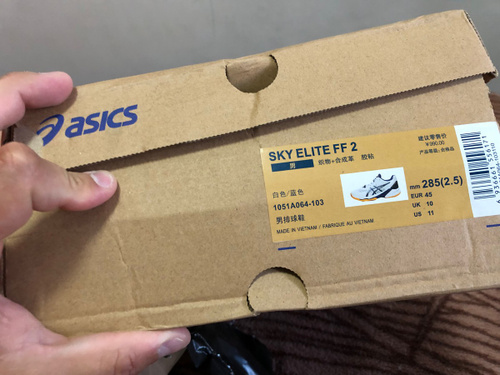 asics
SKY ELITE FF 2
男 织物+合成革 胶粘
建议零售价
白色/蓝色
1051A064-103
男排球鞋
MADE IN VIETNAM / FABRIQUE AU VIETNAM
mm 285(2.5)
EUR 45
UK 10
US 11